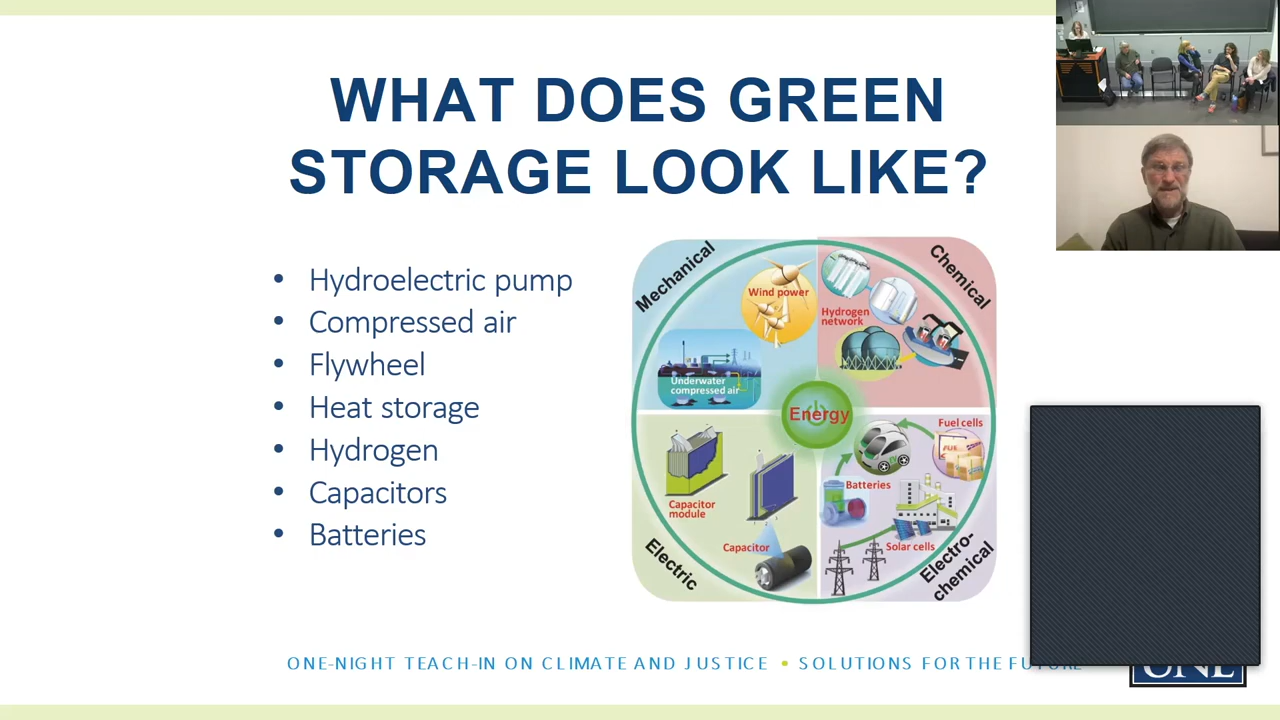 WHAT DOES GREEN
STORAGE LOOK LIKE?
• Hydroelectric pump
• Compressed air
• Flywheel
• Heat storage
• Hydrogen
• Capacitors
• Batteries
Mechanical
Chemical
Wind power
Hydrogen
network
Underwater
compressed air
Energy
Fuel cells
Batteries
Capacitor
module
Capacitor
Solar cells
Electric
Electro-
chemical
ONE-NIGHT TEACH-IN ON CLIMATE AND JUSTICE • SOLUTIONS FOR THE FUTURE